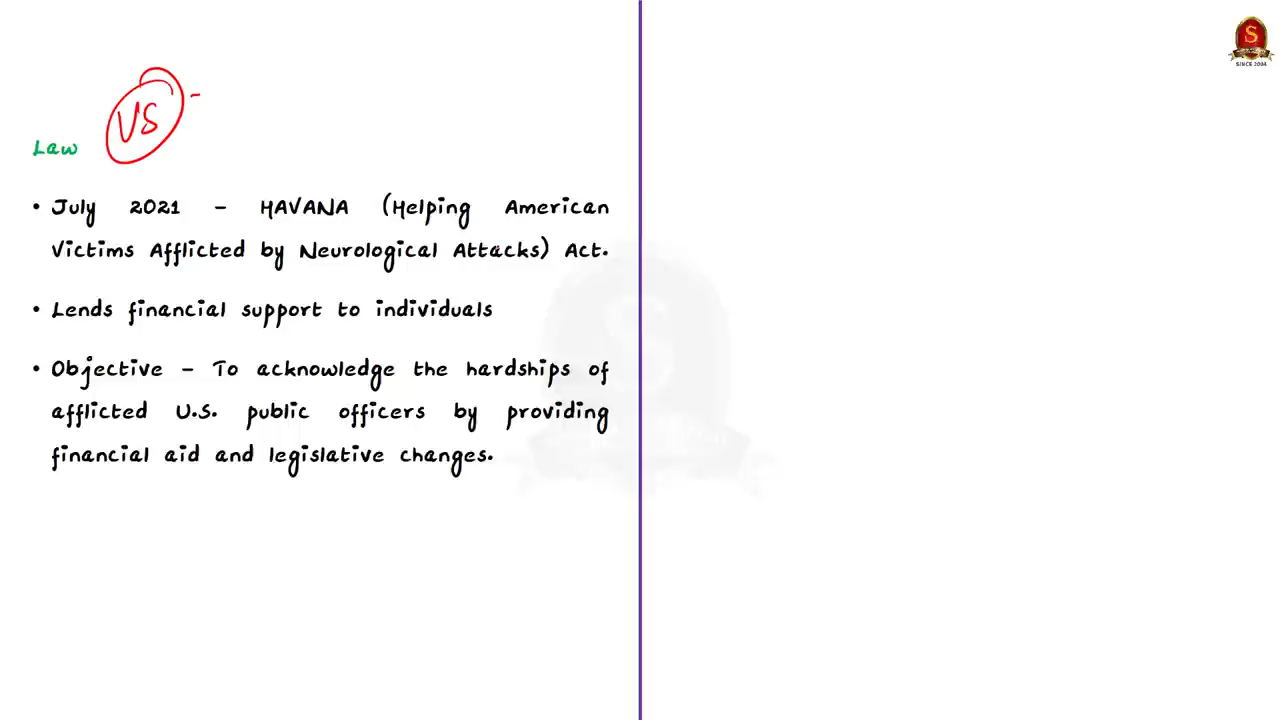 S
SINCE 2004
US
Law
• July 2021 - HAVANA (Helping American
Victims Afflicted by Neurological Attacks) Act.
• Lends financial support to individuals
• Objective - To acknowledge the hardships of
afflicted U.S. public officers by providing
financial aid and legislative changes.